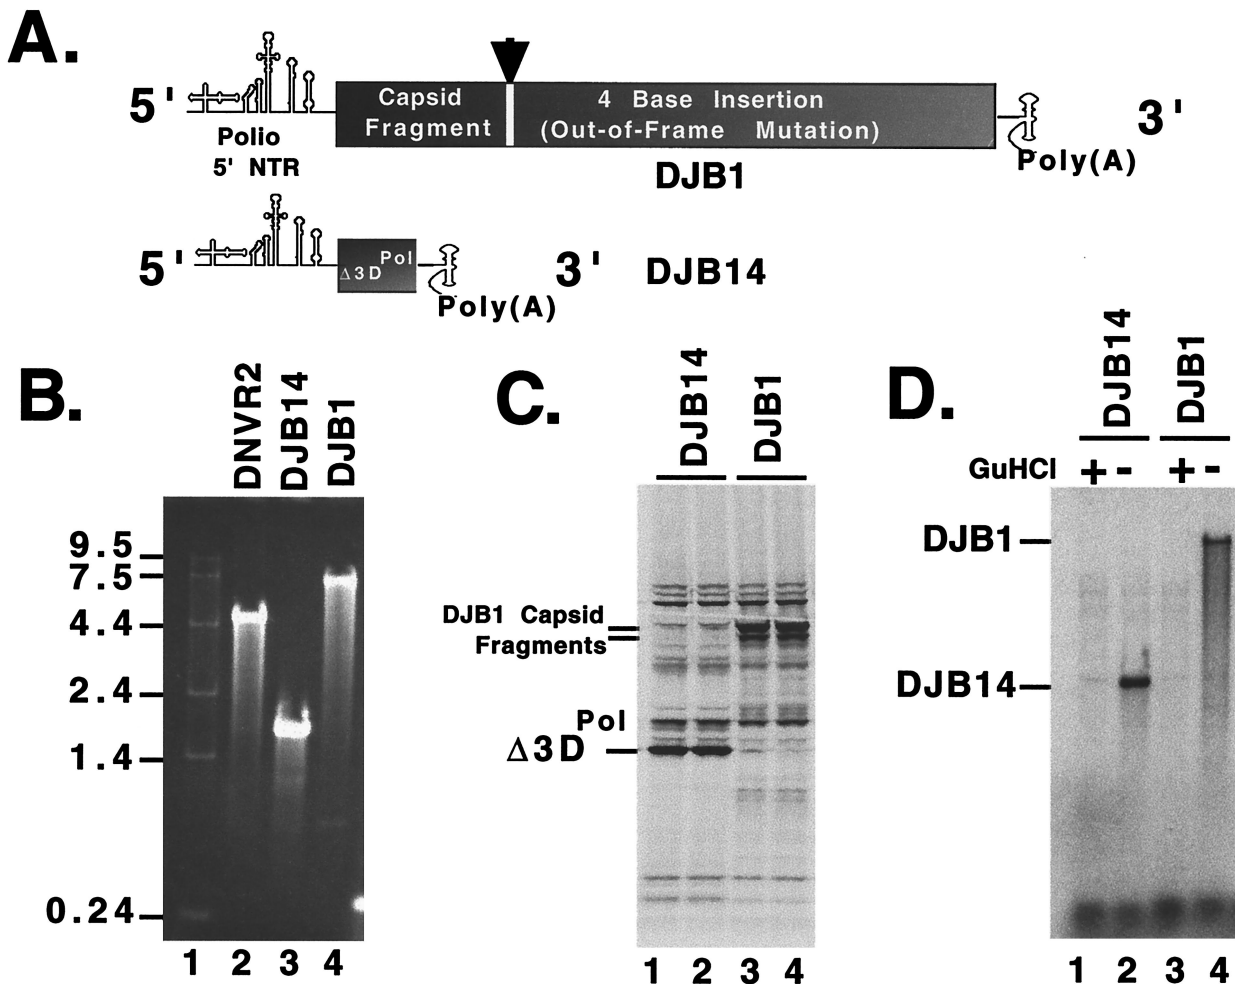 A.
5' Capsid 4 Base Insertion 3'
Fragment (Out-of-Frame Mutation)
Polio
5' NTR
DJB1
Poly(A)
5' Δ3D Pol 3' DJB14
Poly(A)
B.
DNVR2
DJB14
DJB1
9.5
7.5
4.4
2.4
1.4
0.24
1 2 3 4
C.
DJB14
DJB1
DJB1 Capsid
Fragments
Pol
Δ3D
1 2 3 4
D.
DJB14
DJB1
GuHCl + - + -
DJB1
DJB14
1 2 3 4